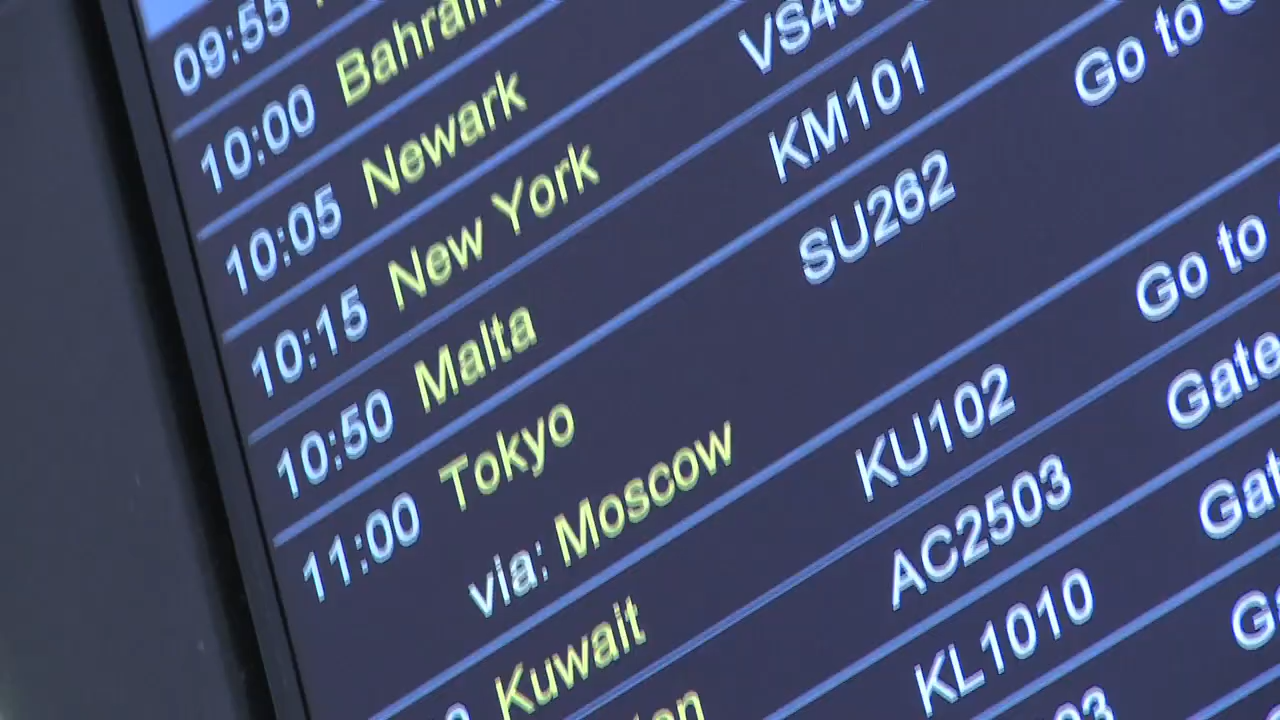 09:55
10:00 Bahrain
10:05 Newark
10:15 New York
10:50 Malta KM101
11:00 Tokyo SU262 Go to
via: Moscow
Kuwait KU102 Go to
AC2503 Gate
KL1010